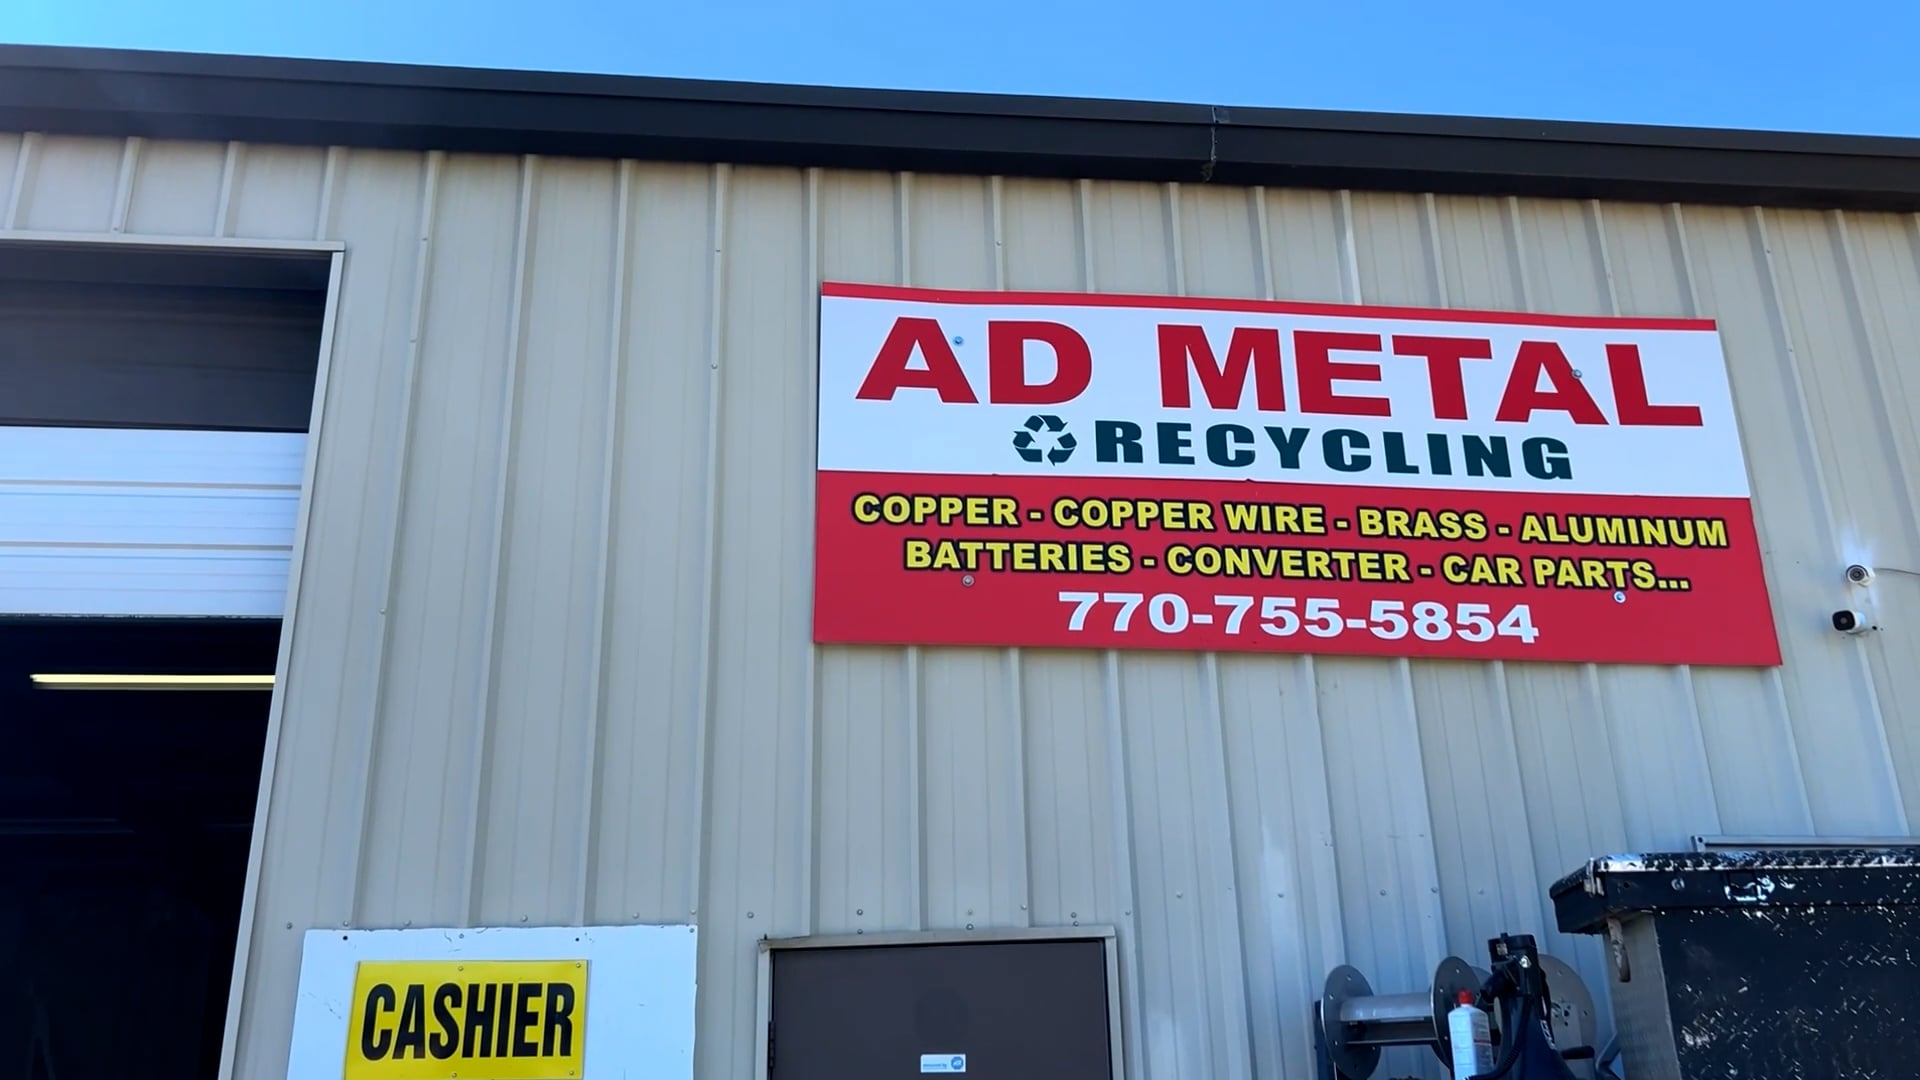 AD METAL
RECYCLING
COPPER - COPPER WIRE - BRASS - ALUMINUM
BATTERIES - CONVERTER - CAR PARTS...
770-755-5854
CASHIER